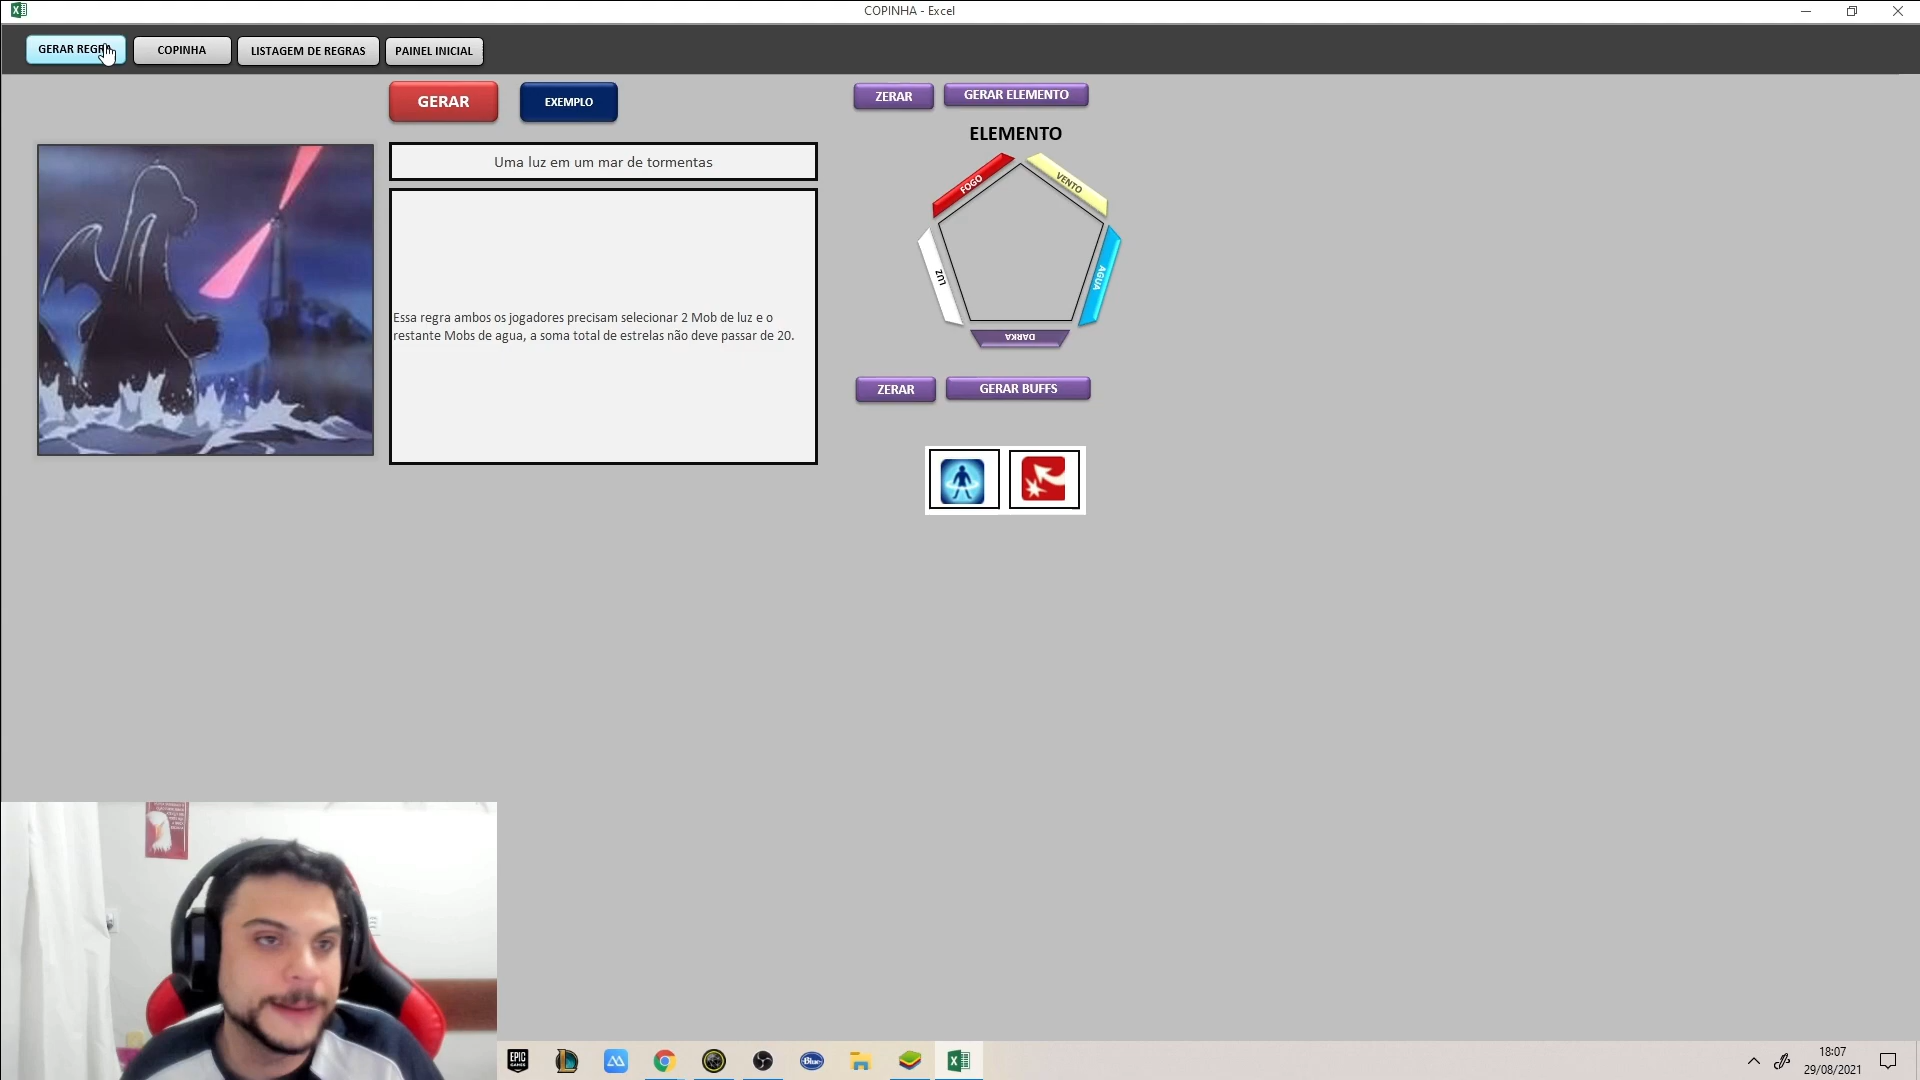 COPINHA - Excel
GERAR REGRA
COPINHA
LISTAGEM DE REGRAS
PAINEL INICIAL
GERAR
EXEMPLO
ZERAR
GERAR ELEMENTO
ELEMENTO
Uma luz em um mar de tormentas
FOGO
VENTO
LUZ
AGUA
DARKA
Essa regra ambos os jogadores precisam selecionar 2 Mob de luz e o
restante Mobs de agua, a soma total de estrelas não deve passar de 20.
ZERAR
GERAR BUFFS
EPIC
GAMES
Blue
18:07
29/08/2021